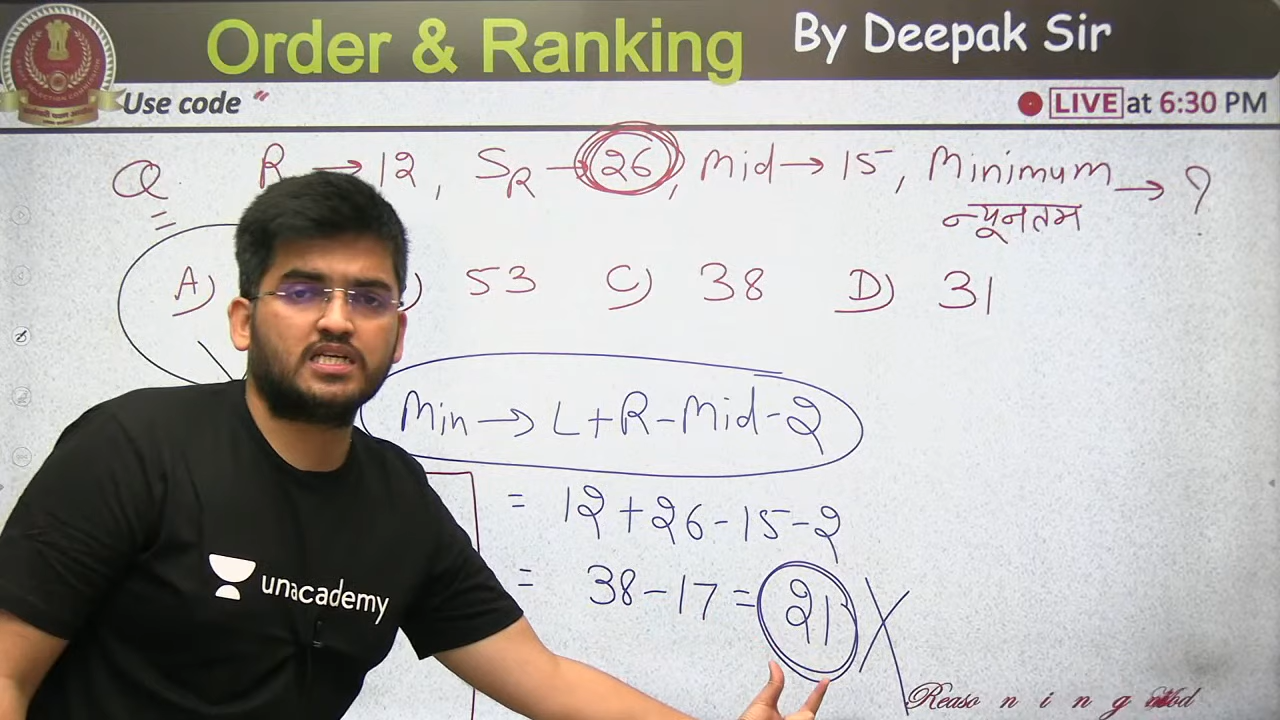 Order & Ranking By Deepak Sir
Use code “ LIVE at 6:30 PM
Q R → 12, SR → 26, Mid → 15, Minimum → ?
न्यूनतम
A) ) 53 C) 38 D) 31
Min → L+R-Mid-2
= 12+26-15-2
= 38-17 = 21 X
unacademy
Reaso n i n g